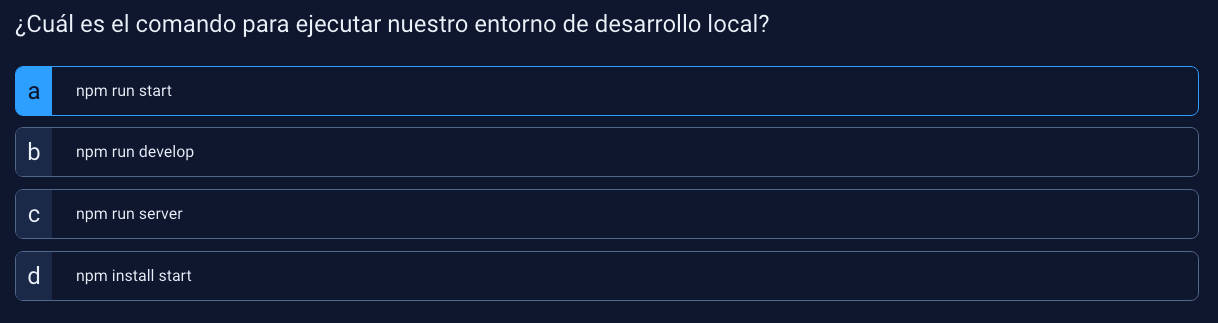 ¿Cuál es el comando para ejecutar nuestro entorno de desarrollo local?
a npm run start
b npm run develop
c npm run server
d npm install start